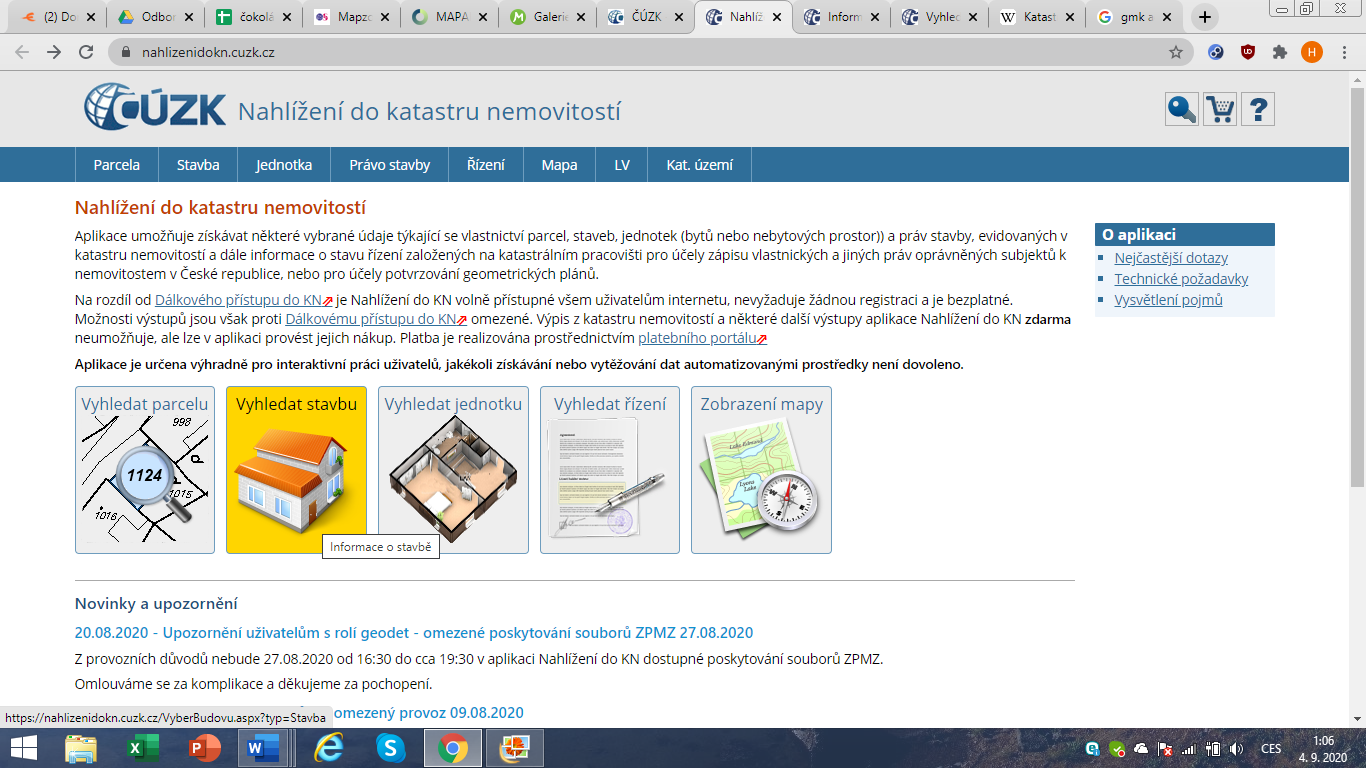 (2) Do
Odbor
čokolá
Mapzo
MAPA
Galerie
ČÚZK
Nahlíž
Inform
Vyhled
Katast
gmk a
nahlizenidokn.cuzk.cz
H
ČÚZK Nahlížení do katastru nemovitostí
Parcela Stavba Jednotka Právo stavby Řízení Mapa LV Kat. území
Nahlížení do katastru nemovitostí
Aplikace umožňuje získávat některé vybrané údaje týkající se vlastnictví parcel, staveb, jednotek (bytů nebo nebytových prostor)) a práv stavby, evidovaných v
katastru nemovitostí a dále informace o stavu řízení založených na katastrálním pracovišti pro účely zápisu vlastnických a jiných práv oprávněných subjektů k
nemovitostem v České republice, nebo pro účely potvrzování geometrických plánů.
Na rozdíl od Dálkového přístupu do KN je Nahlížení do KN volně přístupné všem uživatelům internetu, nevyžaduje žádnou registraci a je bezplatné.
Možnosti výstupů jsou však proti Dálkovému přístupu do KN omezené. Výpis z katastru nemovitostí a některé další výstupy aplikace Nahlížení do KN zdarma
neumožňuje, ale lze v aplikaci provést jejich nákup. Platba je realizována prostřednictvím platebního portálu
Aplikace je určena výhradně pro interaktivní práci uživatelů, jakékoli získávání nebo vytěžování dat automatizovanými prostředky není dovoleno.
O aplikaci
Nejčastější dotazy
Technické požadavky
Vysvětlení pojmů
Vyhledat parcelu
998
1124
1015
1016
Vyhledat stavbu
Vyhledat jednotku
Vyhledat řízení
Zobrazení mapy
Lake Edmund
Lyons
Lake
Informace o stavbě
Novinky a upozornění
20.08.2020 - Upozornění uživatelům s rolí geodet - omezené poskytování souborů ZPMZ 27.08.2020
Z provozních důvodů nebude 27.08.2020 od 16:30 do cca 19:30 v aplikaci Nahlížení do KN dostupné poskytování souborů ZPMZ.
Omlouváme se za komplikace a děkujeme za pochopení.
omezený provoz 09.08.2020
https://nahlizenidokn.cuzk.cz/VyberBudovu.aspx?typ=Stavba
CES
1:06
4. 9. 2020